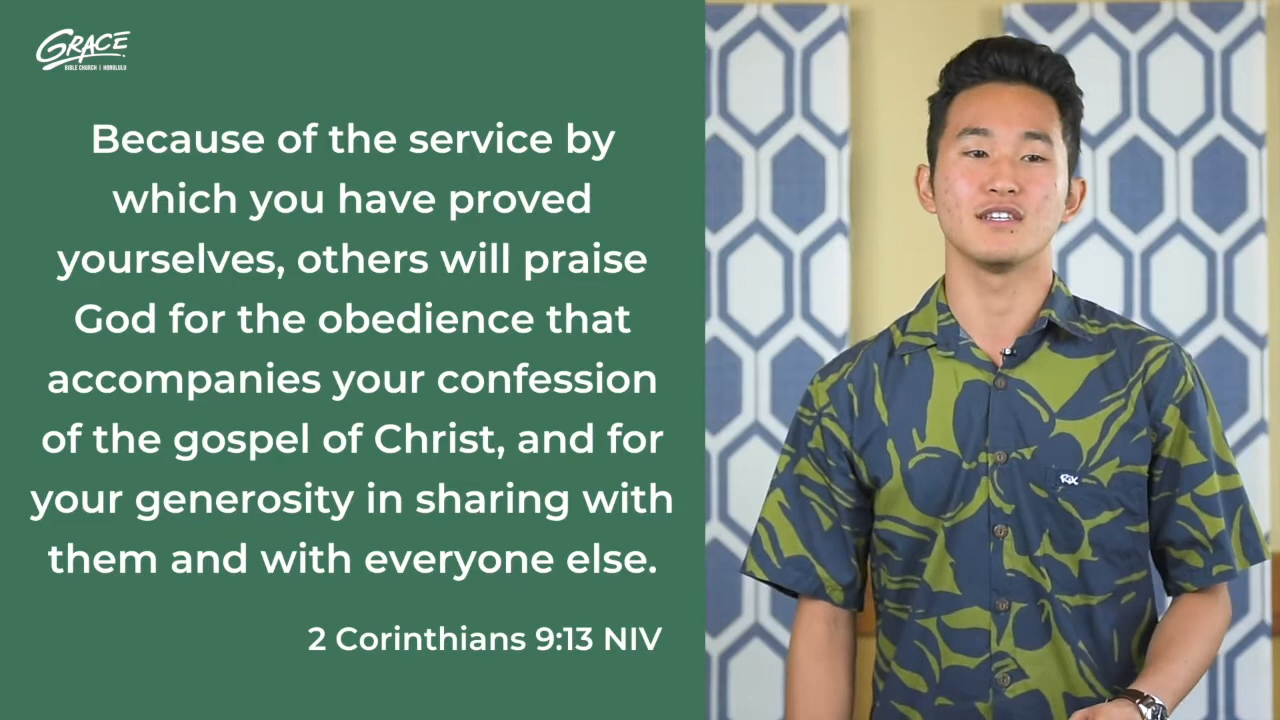 GRACE
BIBLE CHURCH | HONOLULU
Because of the service by
which you have proved
yourselves, others will praise
God for the obedience that
accompanies your confession
of the gospel of Christ, and for
your generosity in sharing with
them and with everyone else.
2 Corinthians 9:13 NIV
RIX